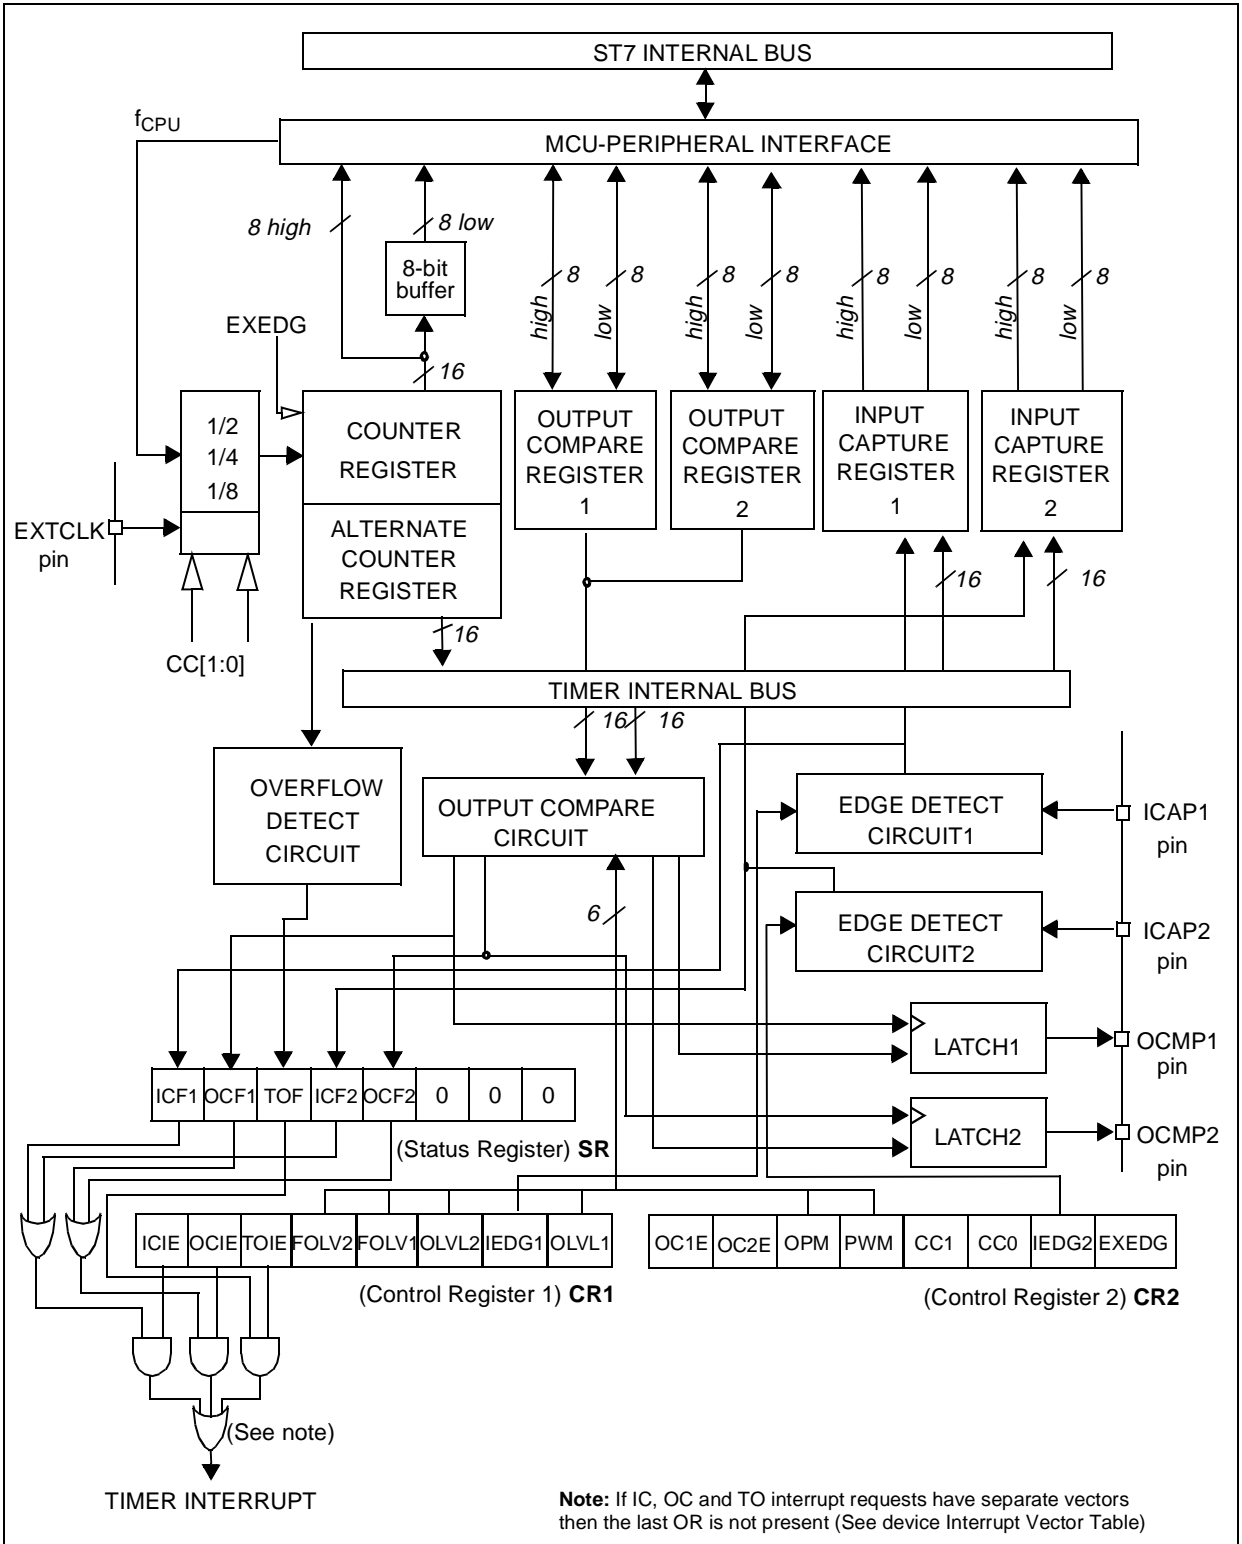 ST7 INTERNAL BUS
fCPU
MCU-PERIPHERAL INTERFACE
8 high
8 low
8-bit
buffer
8
8
8
8
8
8
8
8
high
low
high
low
high
low
high
low
EXEDG
16
1/2
1/4
1/8
COUNTER
REGISTER
OUTPUT
COMPARE
REGISTER
1
OUTPUT
COMPARE
REGISTER
2
INPUT
CAPTURE
REGISTER
1
INPUT
CAPTURE
REGISTER
2
EXTCLK
pin
ALTERNATE
COUNTER
REGISTER
16
16
16
CC[1:0]
TIMER INTERNAL BUS
16
16
OVERFLOW
DETECT
CIRCUIT
OUTPUT COMPARE
CIRCUIT
EDGE DETECT
CIRCUIT1
ICAP1
pin
6
EDGE DETECT
CIRCUIT2
ICAP2
pin
LATCH1
OCMP1
pin
ICF1 OCF1 TOF ICF2 OCF2 0 0 0
LATCH2
OCMP2
pin
(Status Register) SR
ICIE OCIE TOIE FOLV2 FOLV1 OLVL2 IEDG1 OLVL1
OC1E OC2E OPM PWM CC1 CC0 IEDG2 EXEDG
(Control Register 1) CR1
(Control Register 2) CR2
(See note)
TIMER INTERRUPT
Note: If IC, OC and TO interrupt requests have separate vectors
then the last OR is not present (See device Interrupt Vector Table)